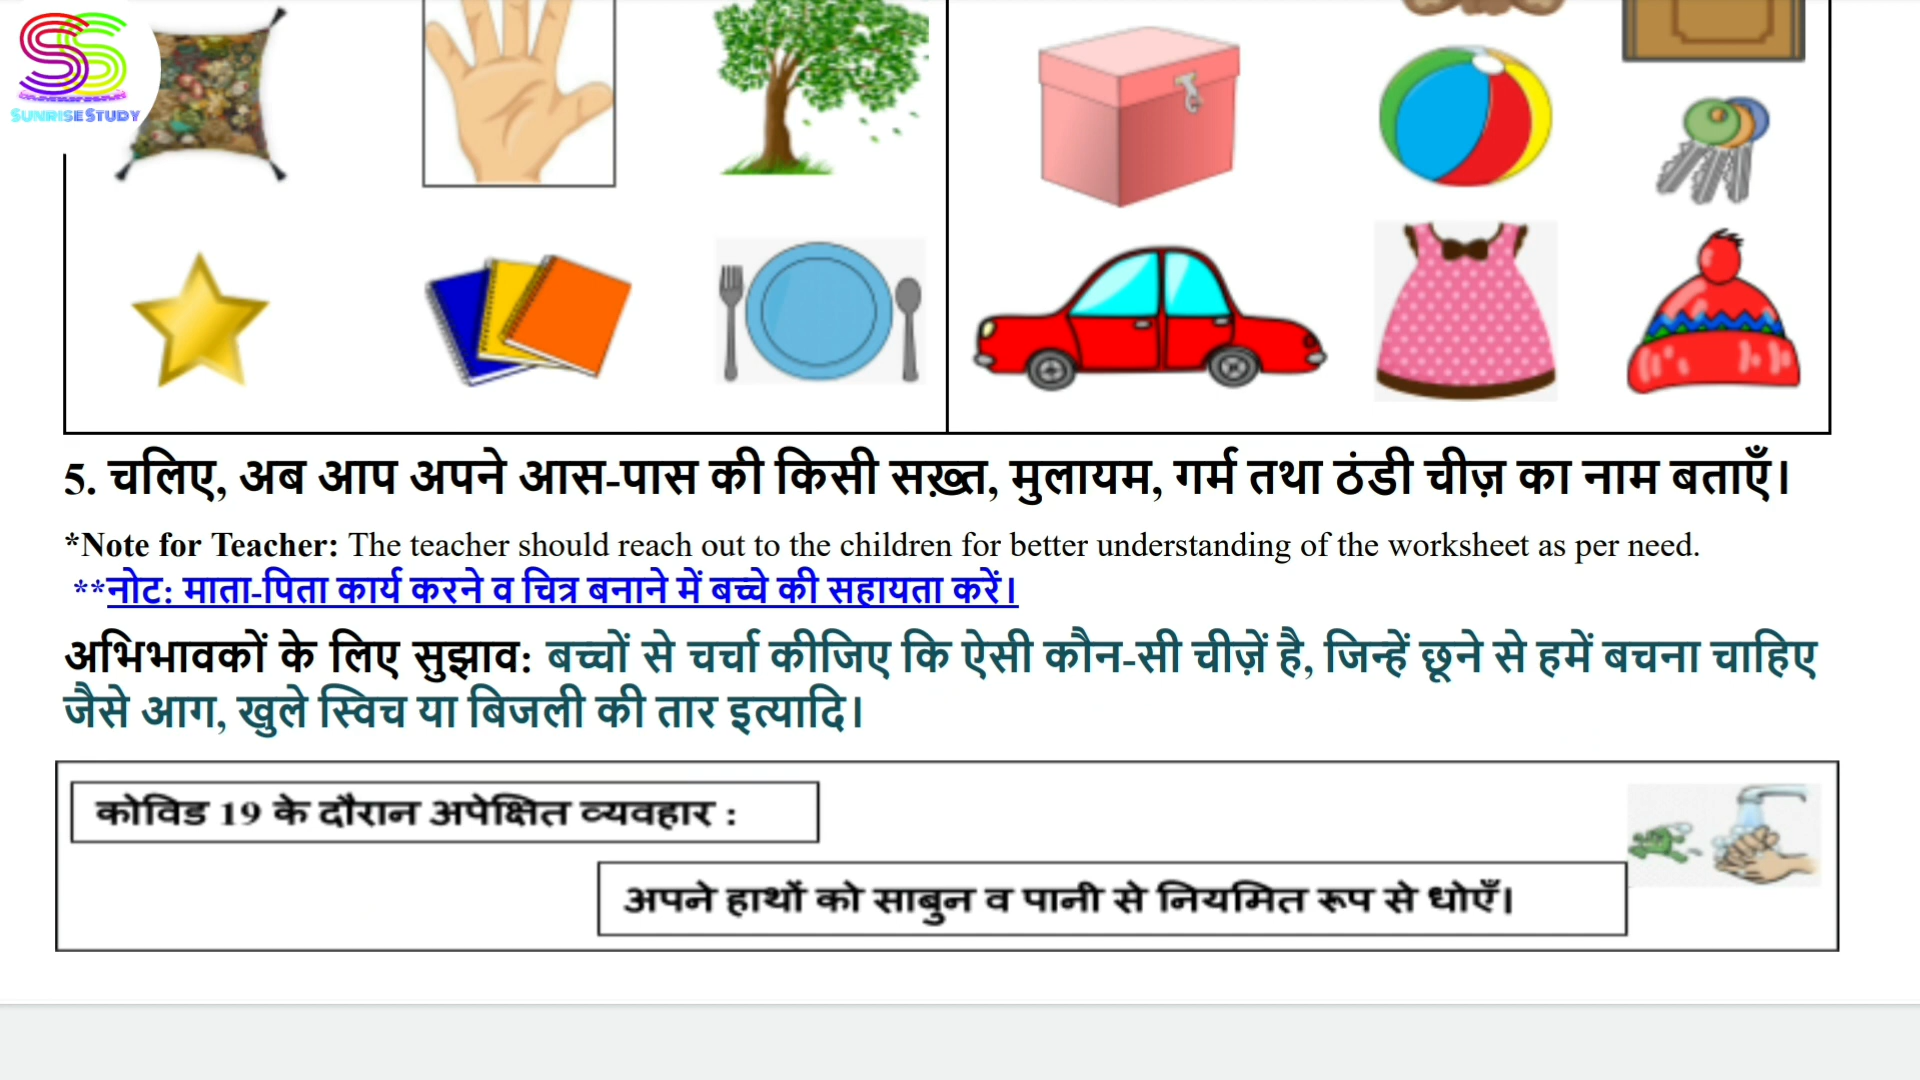 SS
SUNRISE STUDY
5. चलिए, अब आप अपने आस-पास की किसी सख़्त, मुलायम, गर्म तथा ठंडी चीज़ का नाम बताएँ।
*Note for Teacher: The teacher should reach out to the children for better understanding of the worksheet as per need.
**नोट: माता-पिता कार्य करने व चित्र बनाने में बच्चे की सहायता करें।
अभिभावकों के लिए सुझाव: बच्चों से चर्चा कीजिए कि ऐसी कौन-सी चीज़ें है, जिन्हें छूने से हमें बचना चाहिए
जैसे आग, खुले स्विच या बिजली की तार इत्यादि।
कोविड 19 के दौरान अपेक्षित व्यवहार :
अपने हाथों को साबुन व पानी से नियमित रूप से धोएँ।